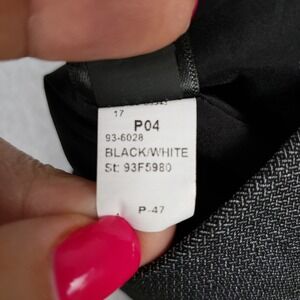 17
P04
93-6028
BLACK/WHITE
St: 93F5980
P-47